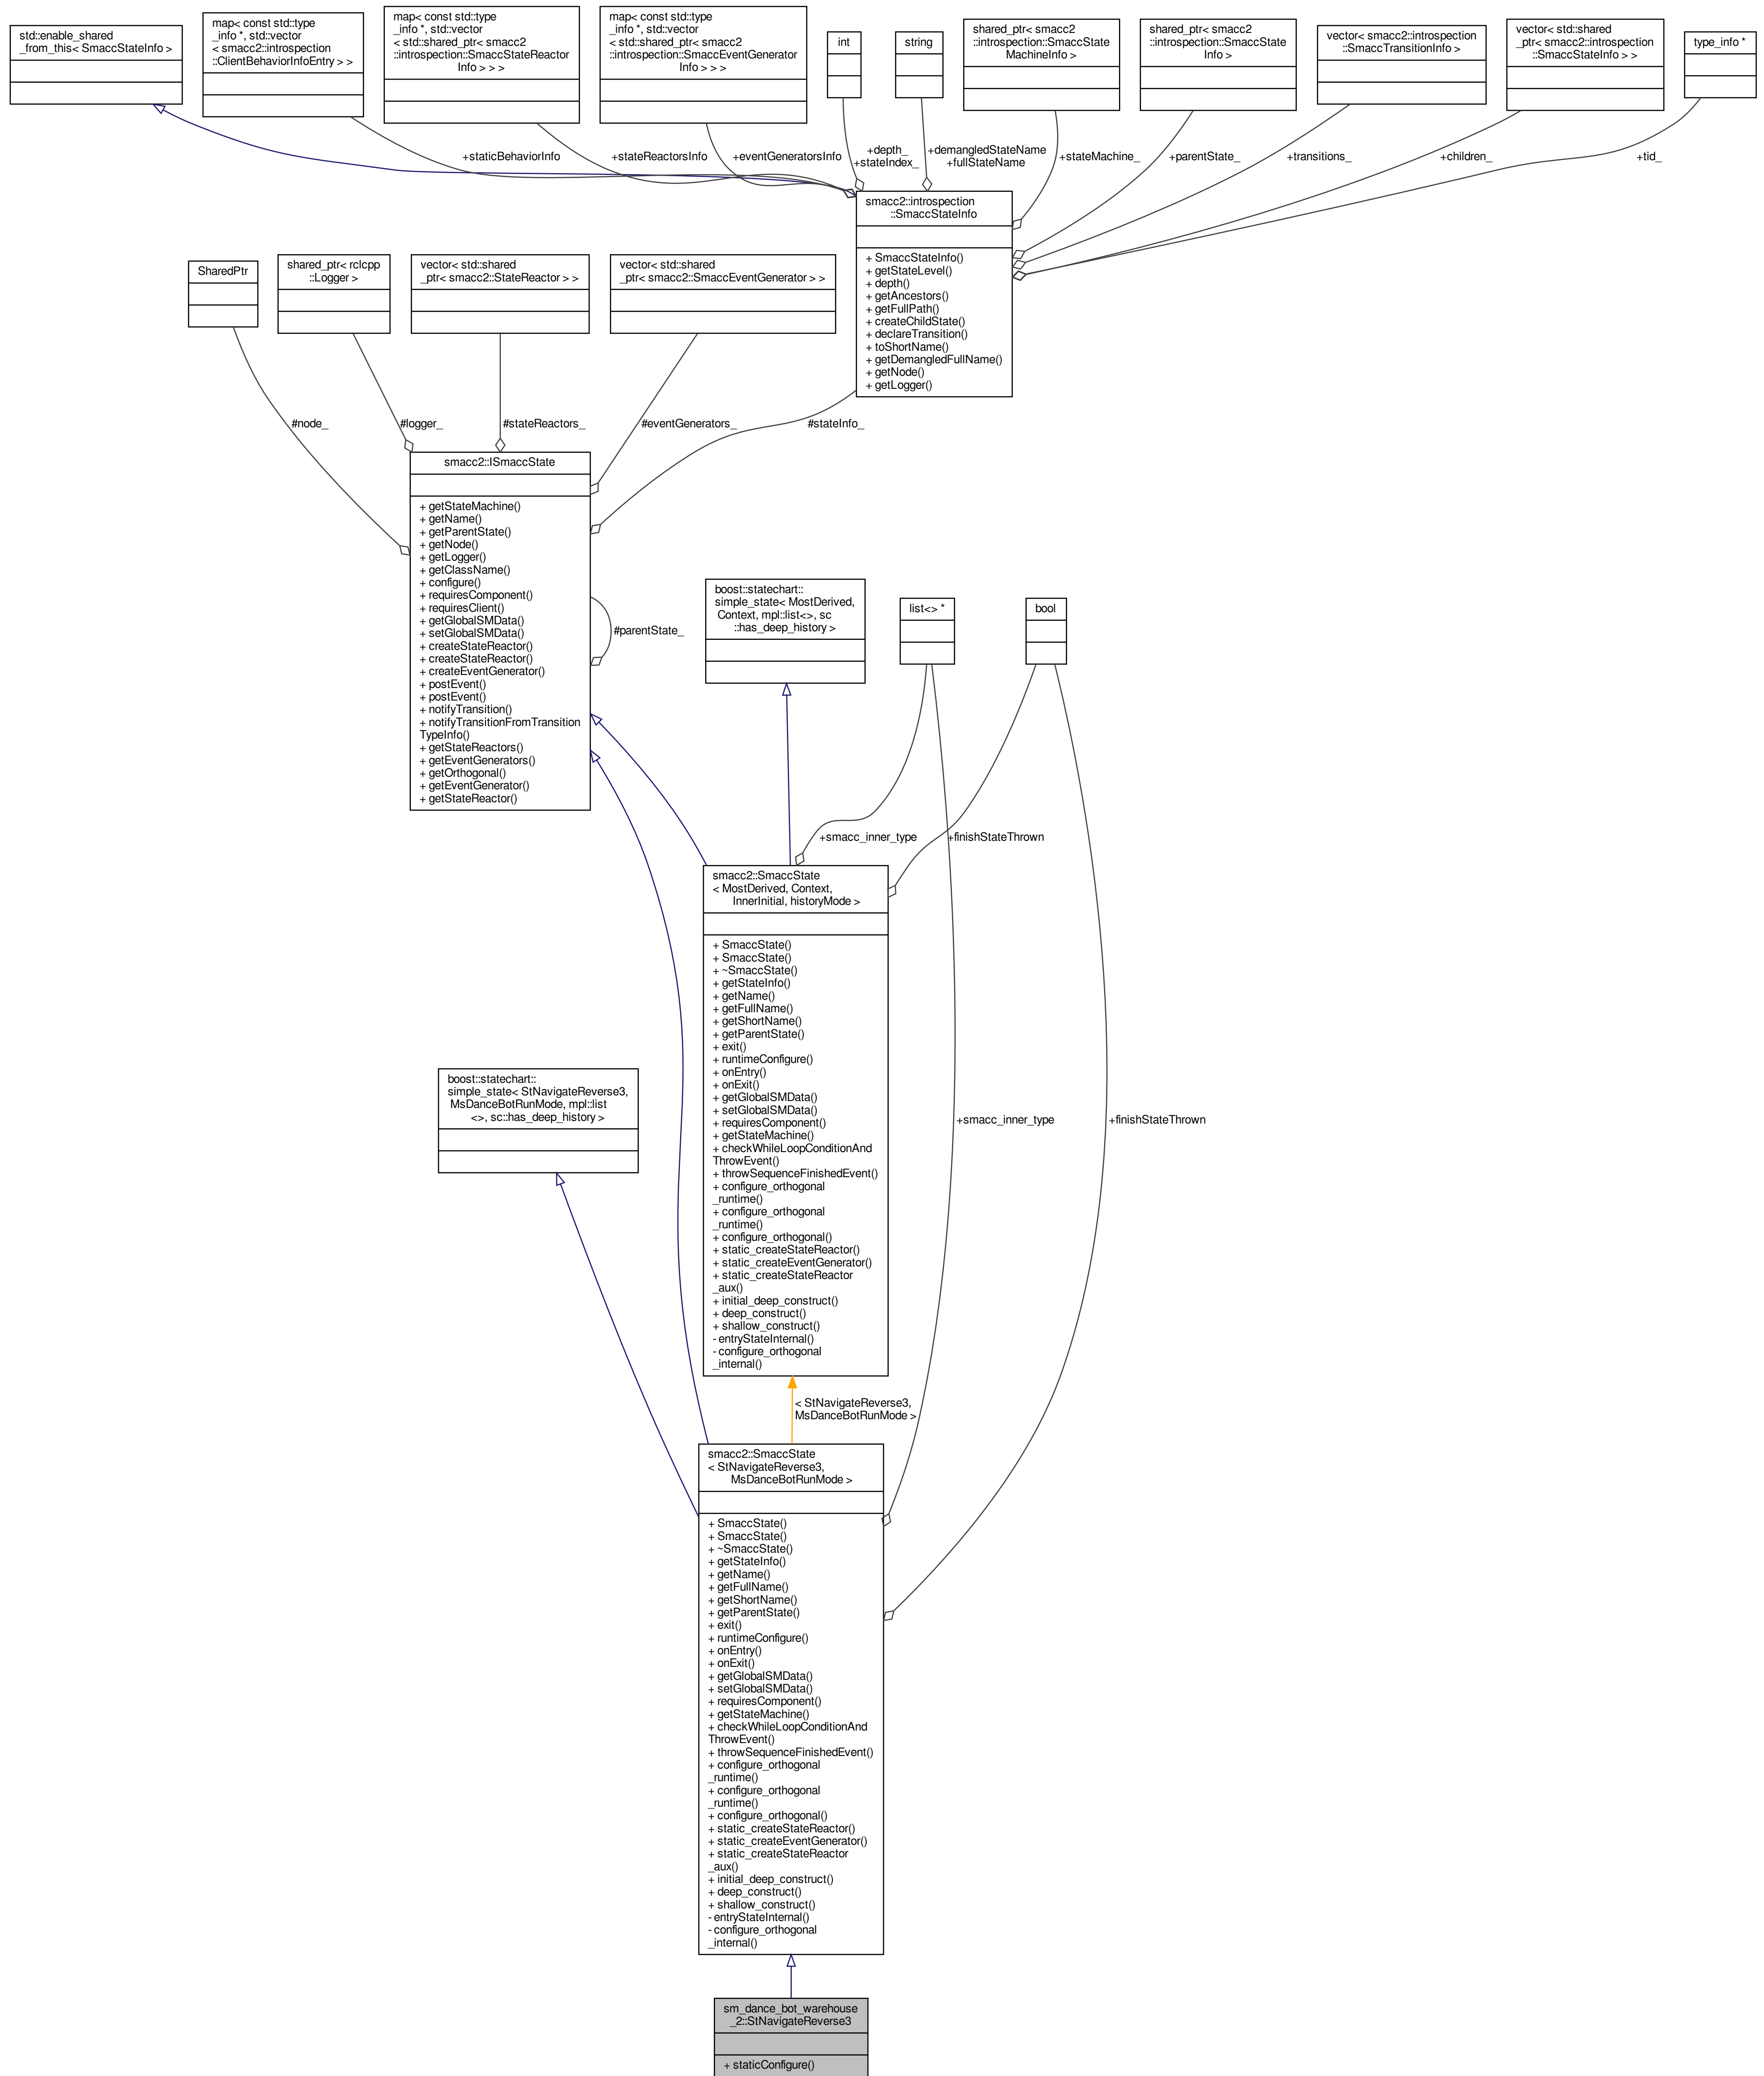 std::enable_shared
_from_this< SmaccStateInfo >
map< const std::type
_info *, std::vector
< smacc2::introspection
::ClientBehaviorInfoEntry > >
map< const std::type
_info *, std::vector
< std::shared_ptr< smacc2
::introspection::SmaccStateReactor
Info > > >
map< const std::type
_info *, std::vector
< std::shared_ptr< smacc2
::introspection::SmaccEventGenerator
Info > > >
int
string
shared_ptr< smacc2
::introspection::SmaccState
MachineInfo >
shared_ptr< smacc2
::introspection::SmaccState
Info >
vector< smacc2::introspection
::SmaccTransitionInfo >
vector< std::shared
_ptr< smacc2::introspection
::SmaccStateInfo > >
type_info *
+staticBehaviorInfo
+stateReactorsInfo
+eventGeneratorsInfo
+depth_
+stateIndex_
+demangledStateName
+fullStateName
+stateMachine_
+parentState_
+transitions_
+children_
+tid_
smacc2::introspection
::SmaccStateInfo
+ SmaccStateInfo()
+ getStateLevel()
+ depth()
+ getAncestors()
+ getFullPath()
+ createChildState()
+ declareTransition()
+ toShortName()
+ getDemangledFullName()
+ getNode()
+ getLogger()
SharedPtr
shared_ptr< rclcpp
::Logger >
vector< std::shared
_ptr< smacc2::StateReactor > >
vector< std::shared
_ptr< smacc2::SmaccEventGenerator > >
#node_
#logger_
#stateReactors_
#eventGenerators_
#stateInfo_
smacc2::ISmaccState
+ getStateMachine()
+ getName()
+ getParentState()
+ getNode()
+ getLogger()
+ getClassName()
+ configure()
+ requiresComponent()
+ requiresClient()
+ getGlobalSMData()
+ setGlobalSMData()
+ createStateReactor()
+ createStateReactor()
+ createEventGenerator()
+ postEvent()
+ postEvent()
+ notifyTransition()
+ notifyTransitionFromTransition
TypeInfo()
+ getStateReactors()
+ getEventGenerators()
+ getOrthogonal()
+ getEventGenerator()
+ getStateReactor()
#parentState_
boost::statechart::
simple_state< MostDerived,
Context, mpl::list<>, sc
::has_deep_history >
list<> *
bool
+smacc_inner_type
+finishStateThrown
smacc2::SmaccState
< MostDerived, Context,
InnerInitial, historyMode >
+ SmaccState()
+ SmaccState()
+ ~SmaccState()
+ getStateInfo()
+ getName()
+ getFullName()
+ getShortName()
+ getParentState()
+ exit()
+ runtimeConfigure()
+ onEntry()
+ onExit()
+ getGlobalSMData()
+ setGlobalSMData()
+ requiresComponent()
+ getStateMachine()
+ checkWhileLoopConditionAnd
ThrowEvent()
+ throwSequenceFinishedEvent()
+ configure_orthogonal
_runtime()
+ configure_orthogonal
_runtime()
+ configure_orthogonal()
+ static_createStateReactor()
+ static_createEventGenerator()
+ static_createStateReactor
_aux()
+ initial_deep_construct()
+ deep_construct()
+ shallow_construct()
- entryStateInternal()
- configure_orthogonal
_internal()
boost::statechart::
simple_state< StNavigateReverse3,
MsDanceBotRunMode, mpl::list
<>, sc::has_deep_history >
+smacc_inner_type
+finishStateThrown
< StNavigateReverse3,
MsDanceBotRunMode >
smacc2::SmaccState
< StNavigateReverse3,
MsDanceBotRunMode >
+ SmaccState()
+ SmaccState()
+ ~SmaccState()
+ getStateInfo()
+ getName()
+ getFullName()
+ getShortName()
+ getParentState()
+ exit()
+ runtimeConfigure()
+ onEntry()
+ onExit()
+ getGlobalSMData()
+ setGlobalSMData()
+ requiresComponent()
+ getStateMachine()
+ checkWhileLoopConditionAnd
ThrowEvent()
+ throwSequenceFinishedEvent()
+ configure_orthogonal
_runtime()
+ configure_orthogonal
_runtime()
+ configure_orthogonal()
+ static_createStateReactor()
+ static_createEventGenerator()
+ static_createStateReactor
_aux()
+ initial_deep_construct()
+ deep_construct()
+ shallow_construct()
- entryStateInternal()
- configure_orthogonal
_internal()
sm_dance_bot_warehouse
_2::StNavigateReverse3
+ staticConfigure()